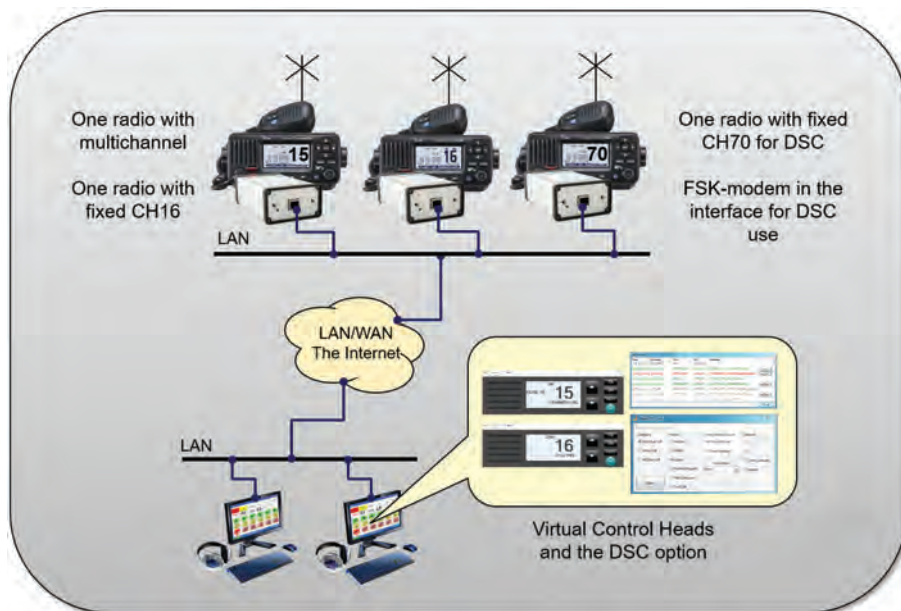 One radio with
multichannel
One radio with
fixed CH16
15
16
70
One radio with fixed
CH70 for DSC
FSK-modem in the
interface for DSC
use
LAN
LAN/WAN
The Internet
LAN
15
16
Virtual Control Heads
and the DSC option